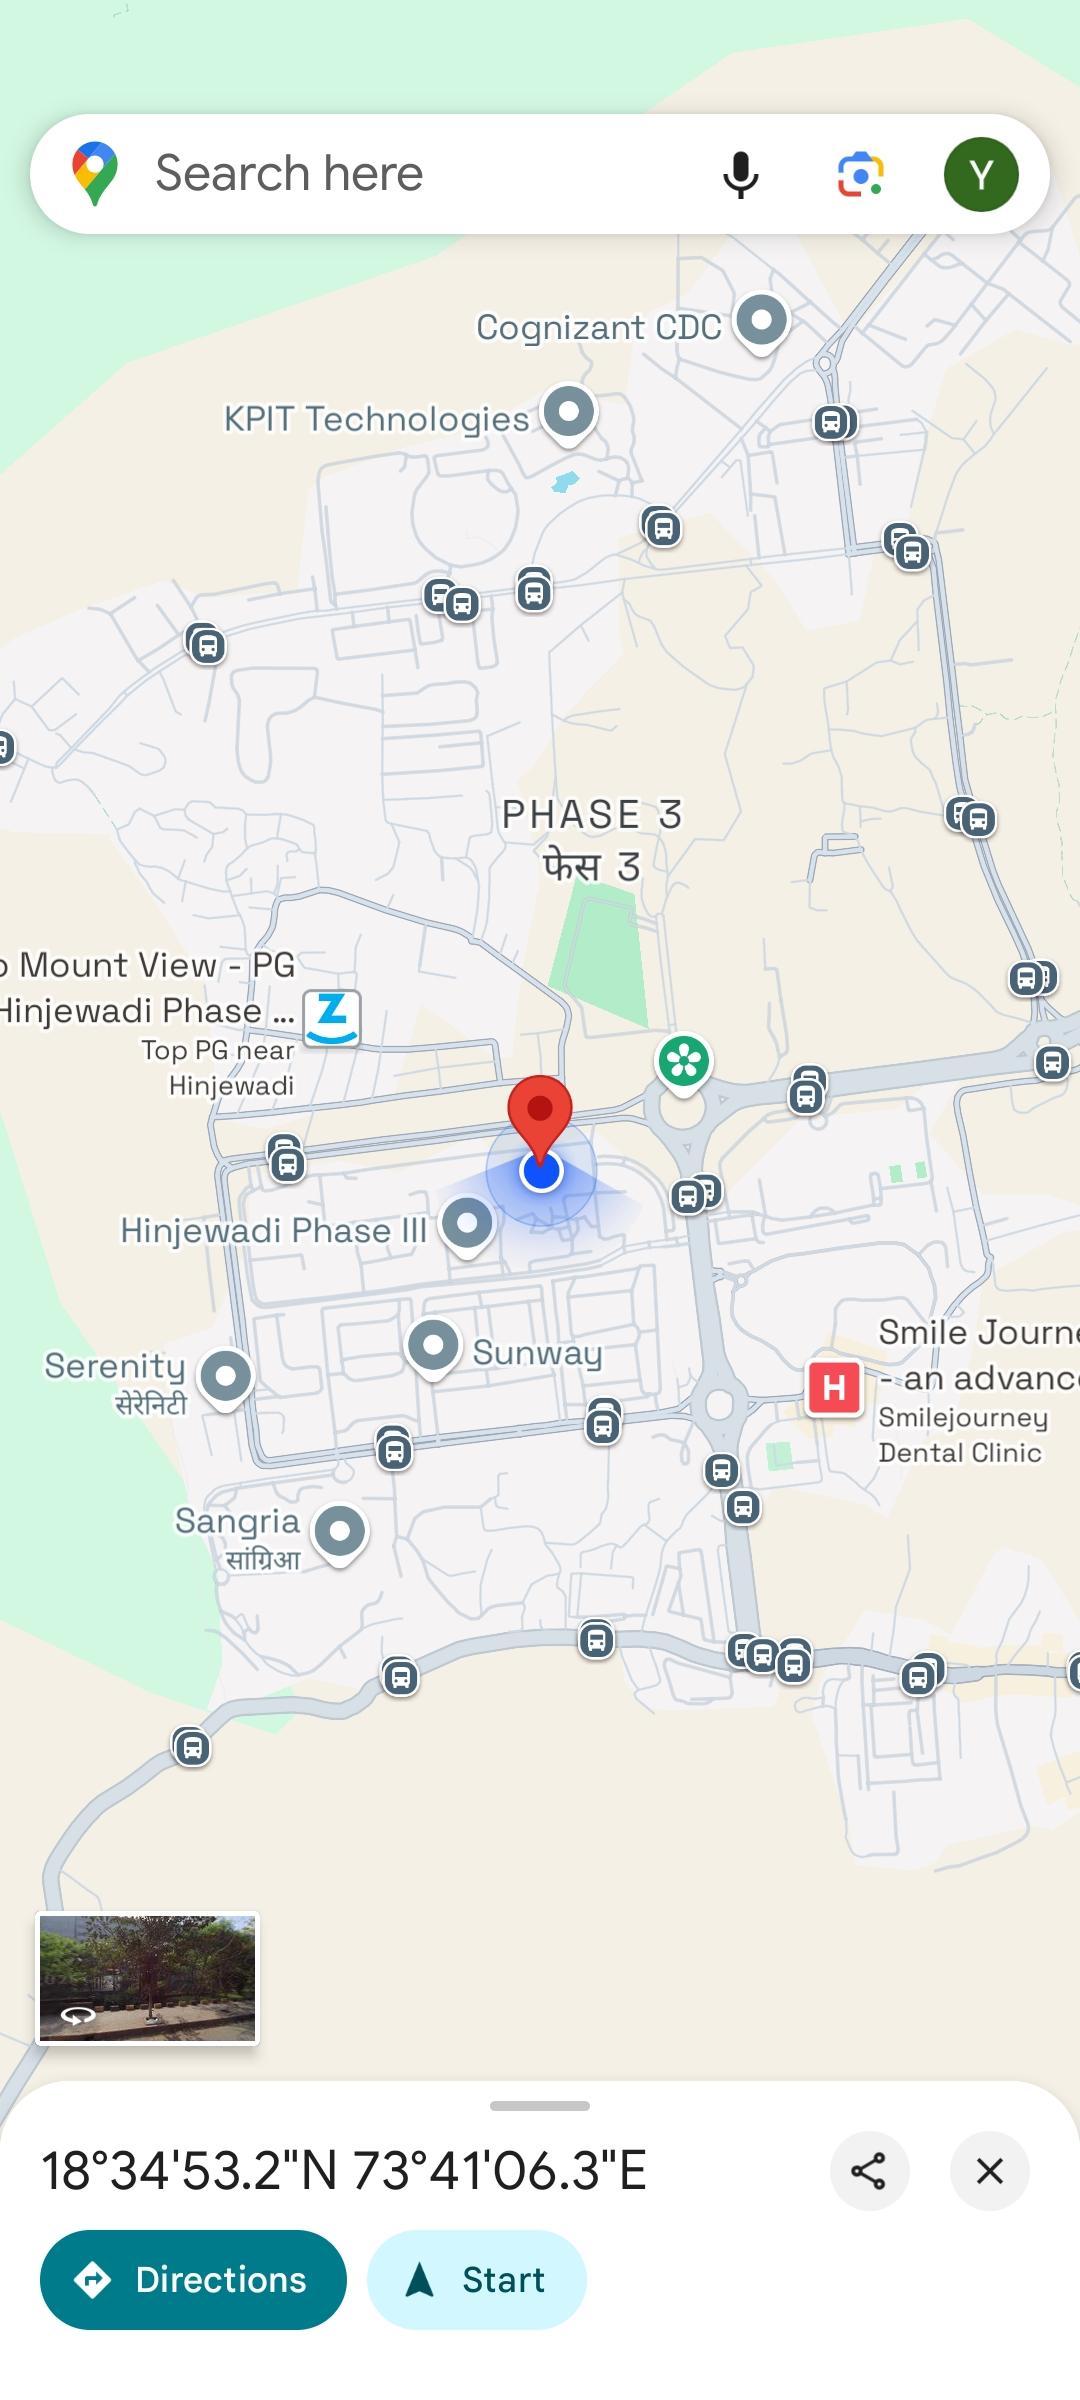 Search here
Y
Cognizant CDC
KPIT Technologies
PHASE 3
फेस 3
Mount View - PG
Hinjewadi Phase ...
Z
Top PG near
Hinjewadi
Hinjewadi Phase III
Serenity
सेरेनिटी
Sunway
Smile Journe
H
- an advanc
Smilejourney
Dental Clinic
Sangria
सांग्रिआ
18°34'53.2"N 73°41'06.3"E
Directions
Start